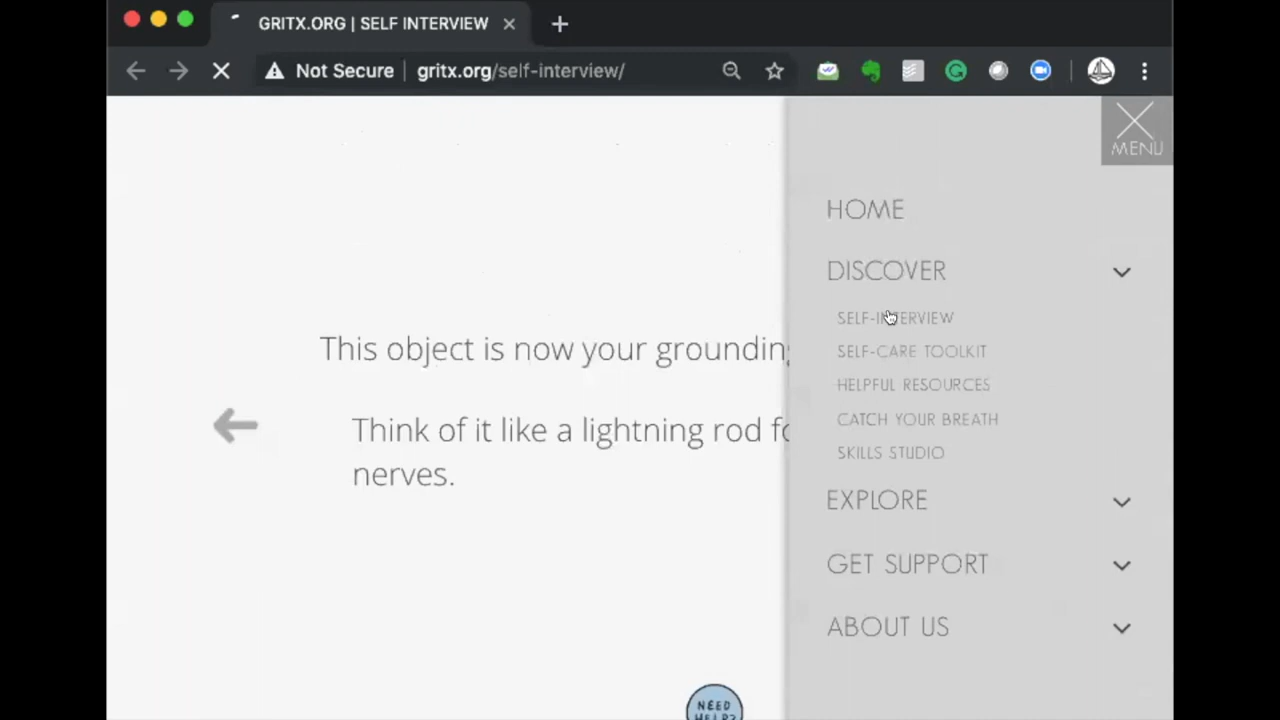 GRITX.ORG | SELF INTERVIEW
Not Secure
gritx.org/self-interview/
MENU
HOME
DISCOVER
SELF-INTERVIEW
SELF-CARE TOOLKIT
HELPFUL RESOURCES
CATCH YOUR BREATH
SKILLS STUDIO
EXPLORE
GET SUPPORT
ABOUT US
This object is now your grounding
Think of it like a lightning rod fo
nerves.
NEED
HELP?